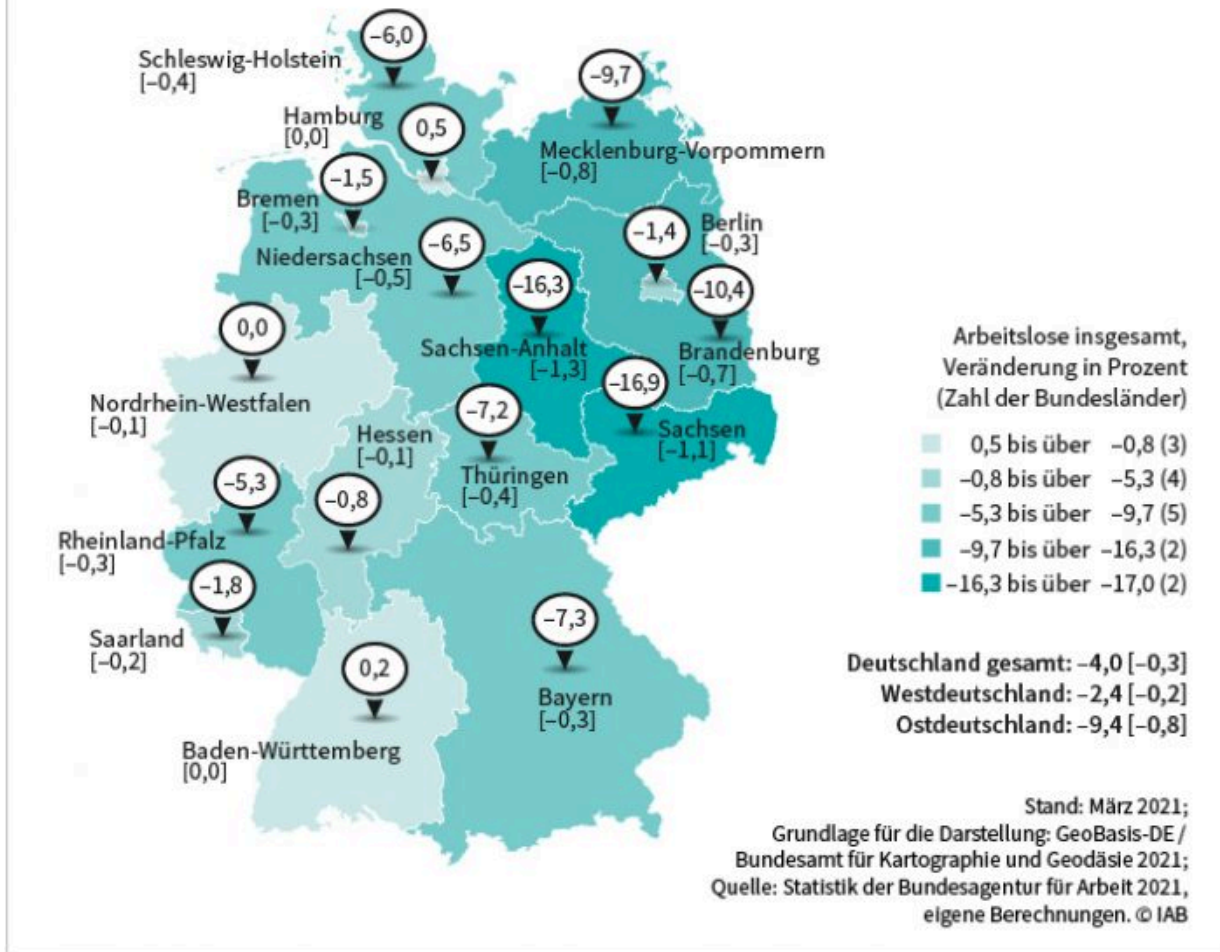 –6,0
Schleswig-Holstein
[–0,4]
–9,7
Hamburg
[0,0]
0,5
Mecklenburg-Vorpommern
[–0,8]
–1,5
Bremen
[–0,3]
–1,4
Berlin
[–0,3]
–6,5
Niedersachsen
[–0,5]
–16,3
–10,4
0,0
Sachsen-Anhalt
[–1,3]
Brandenburg
[–0,7]
–16,9
Nordrhein-Westfalen
[–0,1]
–7,2
Hessen
[–0,1]
Sachsen
[–1,1]
Thüringen
[–0,4]
–5,3
–0,8
Rheinland-Pfalz
[–0,3]
–1,8
Saarland
[–0,2]
–7,3
0,2
Bayern
[–0,3]
Baden-Württemberg
[0,0]
Arbeitslose insgesamt,
Veränderung in Prozent
(Zahl der Bundesländer)
0,5 bis über –0,8 (3)
–0,8 bis über –5,3 (4)
–5,3 bis über –9,7 (5)
–9,7 bis über –16,3 (2)
–16,3 bis über –17,0 (2)
Deutschland gesamt: –4,0 [–0,3]
Westdeutschland: –2,4 [–0,2]
Ostdeutschland: –9,4 [–0,8]
Stand: März 2021;
Grundlage für die Darstellung: GeoBasis-DE /
Bundesamt für Kartographie und Geodäsie 2021;
Quelle: Statistik der Bundesagentur für Arbeit 2021,
eigene Berechnungen. © IAB